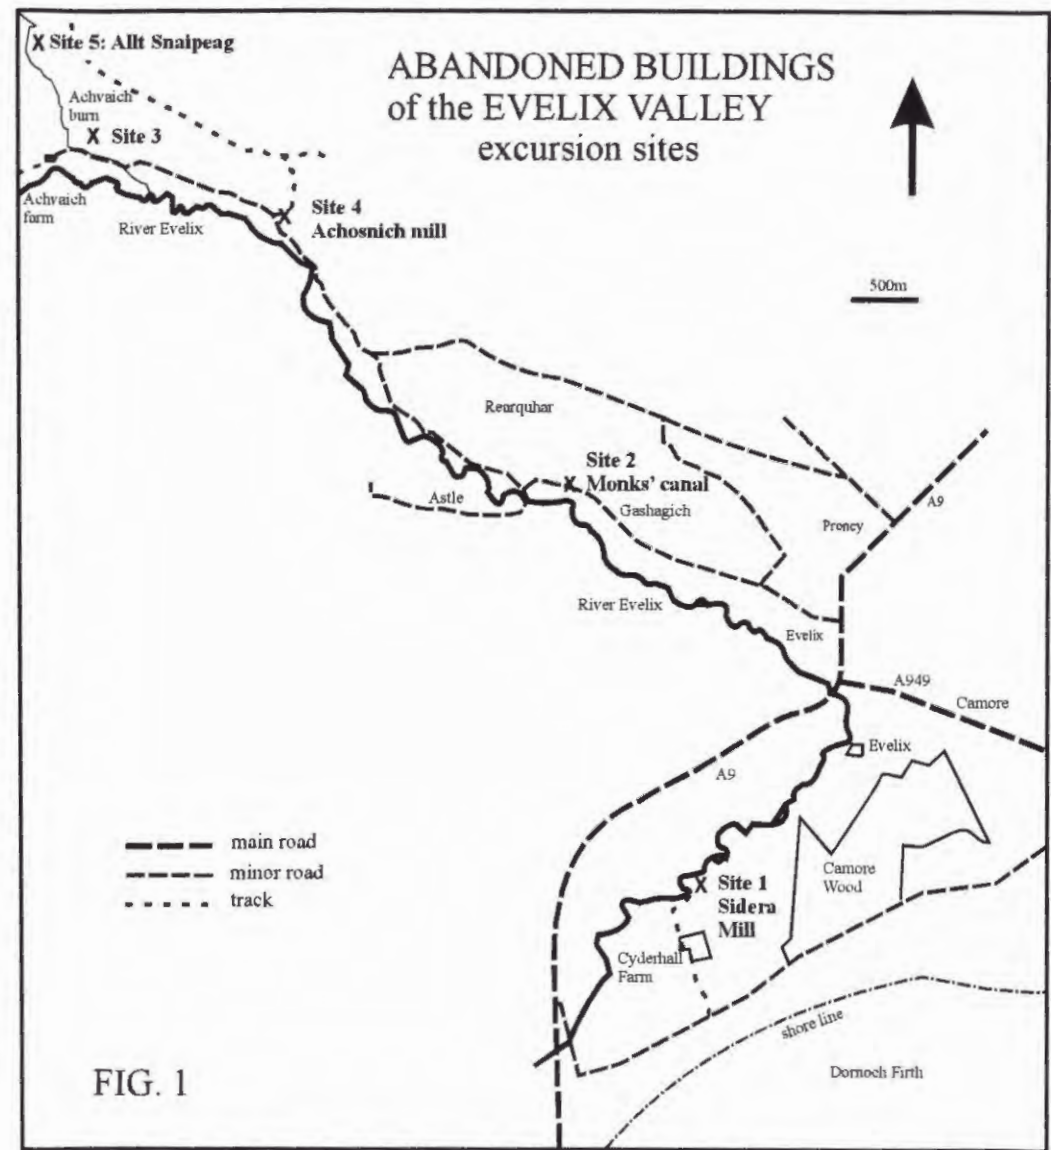 X Site 5: Allt Snaipeag
ABANDONED BUILDINGS
of the EVELIX VALLEY
excursion sites
Achvaich
burn
X Site 3
Achvaich
farm
River Evelix
X
Site 4
Achosnich mill
500m
Rearquhar
Site 2
X Monks' canal
Astle
Gashagich
A9
Proncy
River Evelix
Evelix
A949
Camore
Evelix
A9
main road
minor road
track
Camore
Wood
X Site 1
Sidera
Mill
Cyderhall
Farm
shore line
Dornoch Firth
FIG. 1